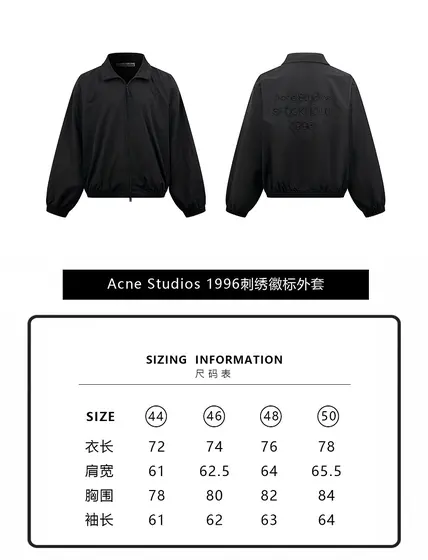 Acne Studios 1996刺绣徽标外套
SIZING INFORMATION
尺码表
SIZE 44 46 48 50
衣长 72 74 76 78
肩宽 61 62.5 64 65.5
胸围 78 80 82 84
袖长 61 62 63 64